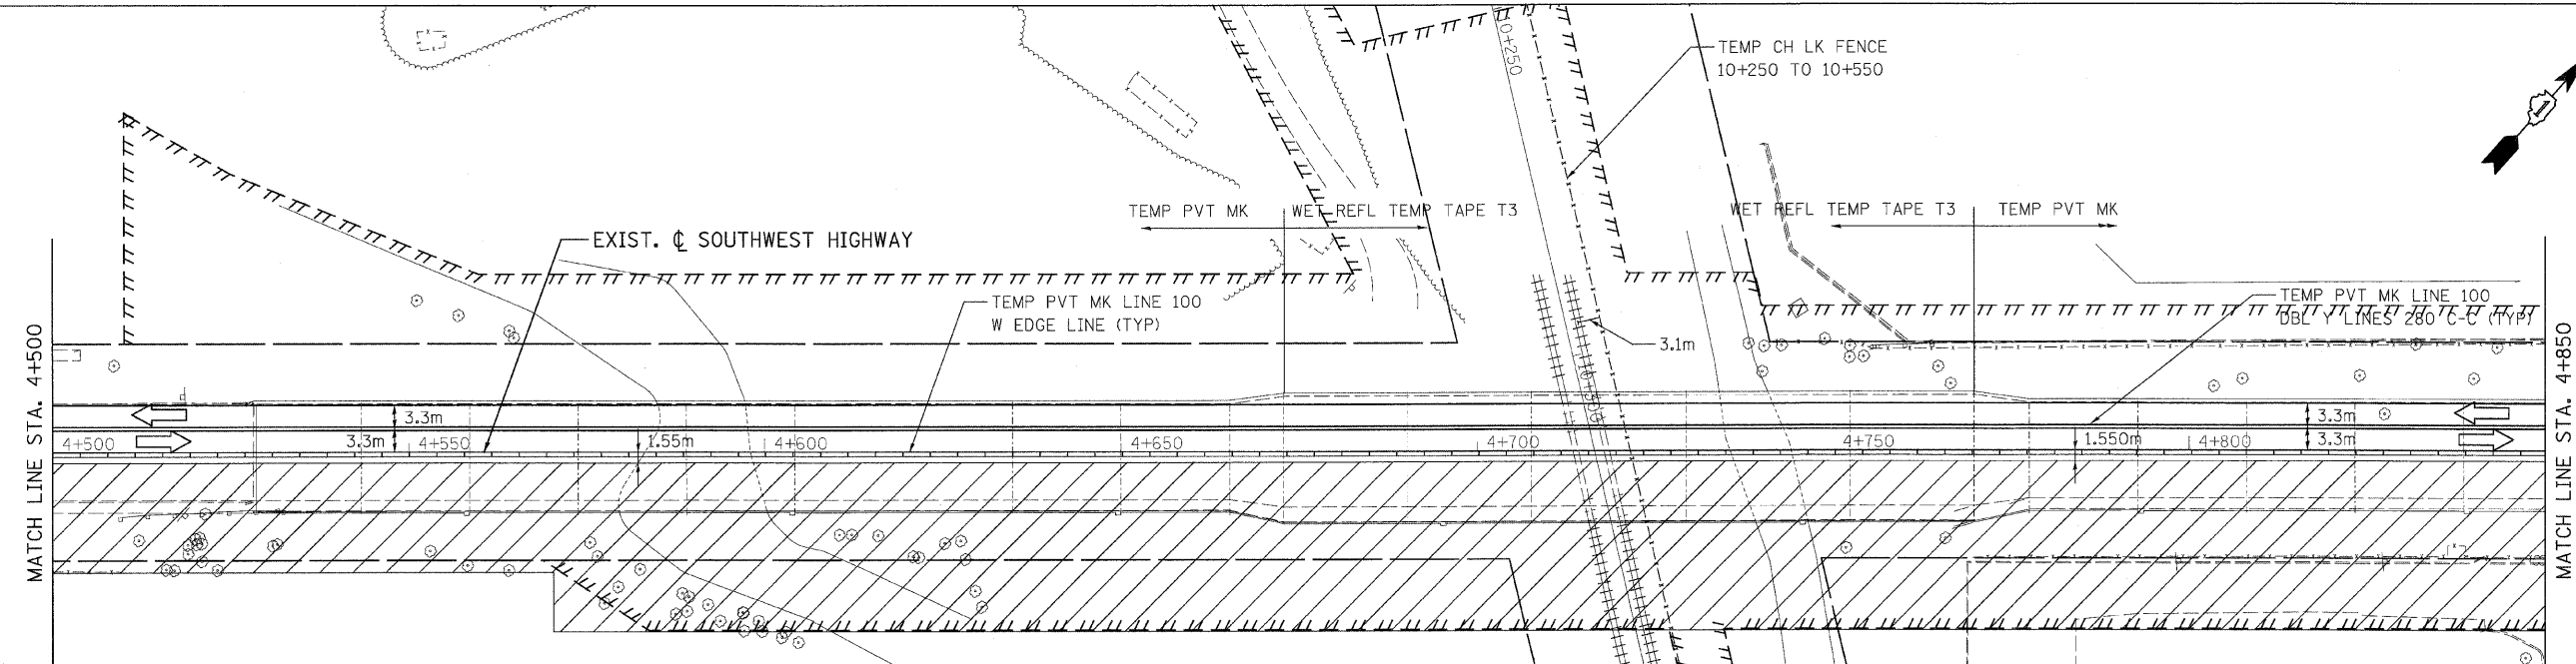 10+250
TEMP CH LK FENCE
10+250 TO 10+550
TEMP PVT MK
WET REFL TEMP TAPE T3
WET REFL TEMP TAPE T3
TEMP PVT MK
EXIST. ℄ SOUTHWEST HIGHWAY
TEMP PVT MK LINE 100
W EDGE LINE (TYP)
TEMP PVT MK LINE 100
DBL Y LINES 280 C-C (TYP)
3.1m
MATCH LINE STA. 4+500
MATCH LINE STA. 4+850
3.3m
3.3m
4+500
3.3m
4+550
1.55m
4+600
4+650
4+700
4+750
1.550m
4+800
3.3m